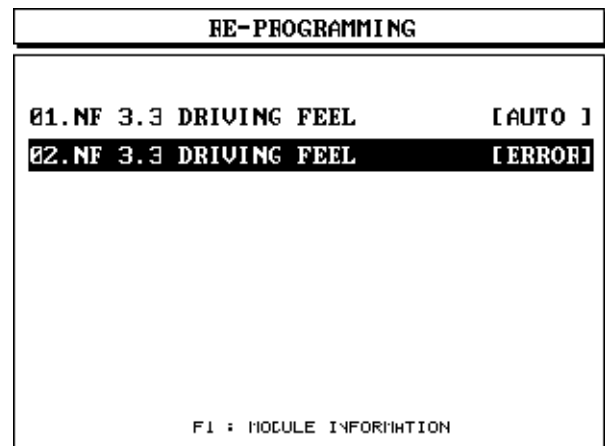 RE-PROGRAMMING
01.NF 3.3 DRIVING FEEL [AUTO ]
02.NF 3.3 DRIVING FEEL [ERROR]
F1 : MODULE INFORMATION